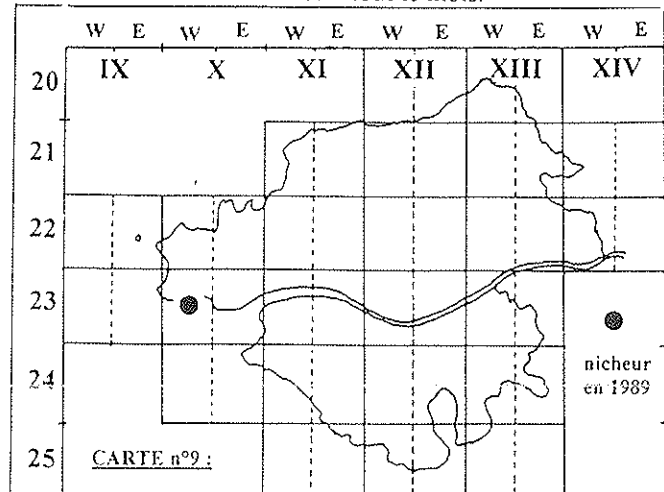 W E W E W E W E W E W E
IX X XI XII XIII XIV
20
21
22
23
24
nicheur
en 1989
25
CARTE n°9 :